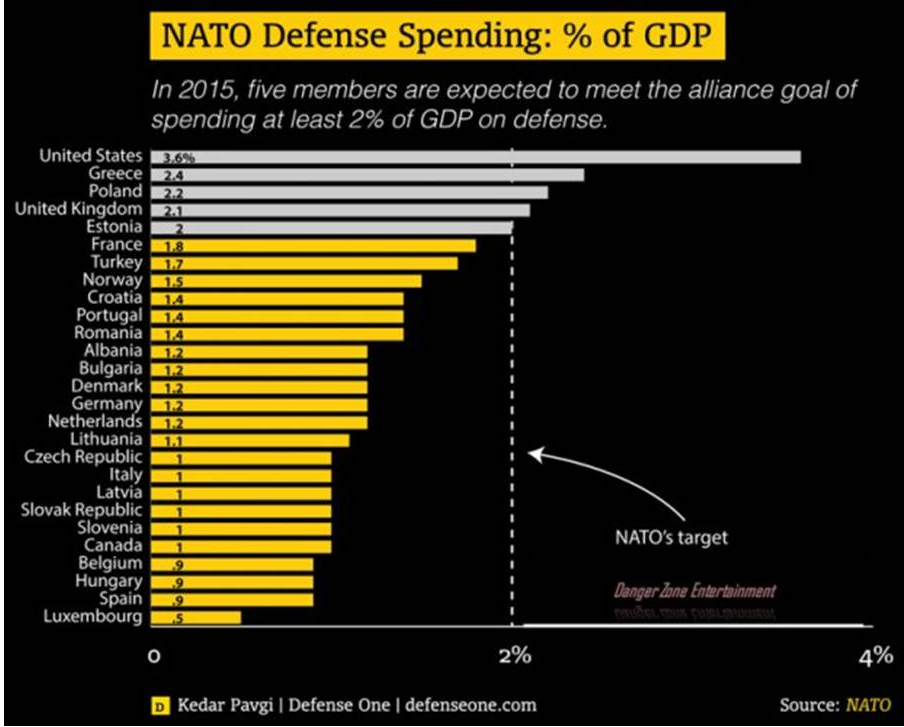 NATO Defense Spending: % of GDP
In 2015, five members are expected to meet the alliance goal of
spending at least 2% of GDP on defense.
United States 3.6%
Greece 2.4
Poland 2.2
United Kingdom 2.1
Estonia 2
France 1.8
Turkey 1.7
Norway 1.5
Croatia 1.4
Portugal 1.4
Romania 1.4
Albania 1.2
Bulgaria 1.2
Denmark 1.2
Germany 1.2
Netherlands 1.2
Lithuania 1.1
Czech Republic 1
Italy 1
Latvia 1
Slovak Republic 1
Slovenia 1
Canada 1
Belgium .9
Hungary .9
Spain .9
Luxembourg .5
NATO's target
Danger Zone Entertainment
0 2% 4%
D Kedar Pavgi | Defense One | defenseone.com
Source: NATO